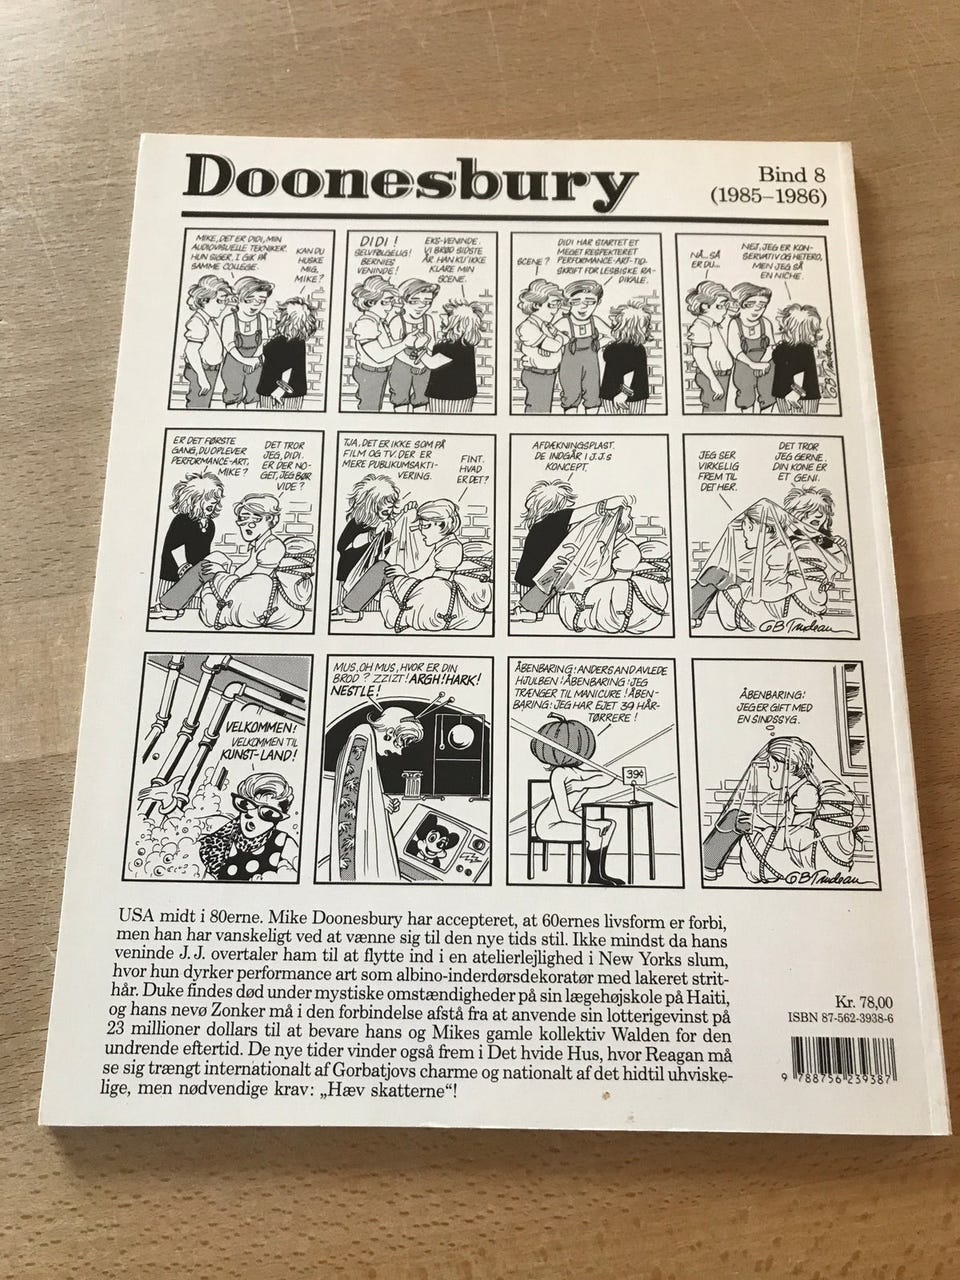 Doonesbury
Bind 8
(1985–1986)
MIKE, DET ER DIDI, MIN
AUDIOVISUELLE TEKNIKER.
HUN SIGER, I GIK PÅ
SAMME COLLEGE.
KAN DU
HUSKE
MIG,
MIKE?
DIDI!
SELVFØLGELIG!
BERNIES
VENINDE!
EKS-VENINDE.
VI BRØD SIDSTE
ÅR. HAN KU' IKKE
KLARE MIN
SCENE.
SCENE?
DIDI HAR STARTET ET
MEGET RESPEKTERET
PERFORMANCE-ART-TID-
SKRIFT FOR LESBISKE RA-
DIKALE.
NÅ...SÅ
ER DU...
NEJ, JEG ER KON-
SERVATIV OG HETERO,
MEN JEG SÅ
EN NICHE.
GB Trudeau
ER DET FØRSTE
GANG, DU OPLEVER
PERFORMANCE-ART,
MIKE?
DET TROR
JEG, DIDI.
ER DER NO-
GET, JEG BØR
VIDE?
TJA, DET ER IKKE SOM PÅ
FILM OG TV. DER ER
MERE PUBLIKUMSAKTI-
VERING.
FINT.
HVAD
ER DET?
AFDÆKNINGSPLAST.
DE INDGÅR I J.J.S
KONCEPT.
JEG SER
VIRKELIG
FREM TIL
DET HER.
DET TROR
JEG GERNE.
DIN KONE ER
ET GENI.
GB Trudeau
VELKOMMEN!
VELKOMMEN TIL
KUNST-LAND!
MUS, OH MUS, HVOR ER DIN
BROD? ZZIZT! ARGH! HARK!
NESTLE!
ÅBENBARING! ANDERS AND AVLEDE
HJULBEN! ÅBENBARING! JEG
TRÆNGER TIL MANICURE! ÅBEN-
BARING! JEG HAR EJET 39 HÅR-
TØRRERE!
39¢
ÅBENBARING:
JEG ER GIFT MED
EN SINDSSYG.
GB Trudeau
USA midt i 80erne. Mike Doonesbury har accepteret, at 60ernes livsform er forbi,
men han har vanskeligt ved at vænne sig til den nye tids stil. Ikke mindst da hans
veninde J. J. overtaler ham til at flytte ind i en atelierlejlighed i New Yorks slum,
hvor hun dyrker performance art som albino-inderdørsdekoratør med lakeret strit-
hår. Duke findes død under mystiske omstændigheder på sin lægehøjskole på Haiti,
og hans nevø Zonker må i den forbindelse afstå fra at anvende sin lotterigevinst på
23 millioner dollars til at bevare hans og Mikes gamle kollektiv Walden for den
undrende eftertid. De nye tider vinder også frem i Det hvide Hus, hvor Reagan må
se sig trængt internationalt af Gorbatjovs charme og nationalt af det hidtil uhviske-
lige, men nødvendige krav: „Hæv skatterne“!
Kr. 78,00
ISBN 87-562-3938-6
9 788756 239387